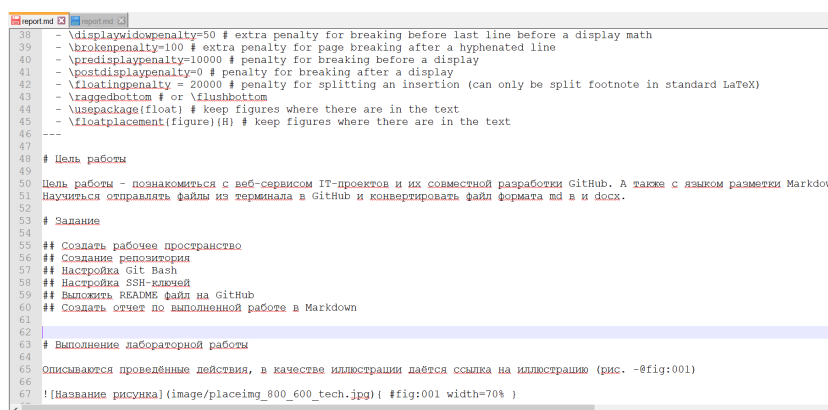 report.md report.md
38 - \displaywidowpenalty=50 # extra penalty for breaking before last line before a display math
39 - \brokenpenalty=100 # extra penalty for page breaking after a hyphenated line
40 - \predisplaypenalty=10000 # penalty for breaking before a display
41 - \postdisplaypenalty=0 # penalty for breaking after a display
42 - \floatingpenalty = 20000 # penalty for splitting an insertion (can only be split footnote in standard LaTeX)
43 - \raggedbottom # or \flushbottom
44 - \usepackage{float} # keep figures where there are in the text
45 - \floatplacement{figure}{H} # keep figures where there are in the text
46 ---
47
48 # Цель работы
49
50 Цель работы - познакомиться с веб-сервисом IT-проектов и их совместной разработки GitHub. А также с языком разметки Markdow
51 Научиться отправлять файлы из терминала в GitHub и конвертировать файл формата md в и docx.
52
53 # Задание
54
55 ## Создать рабочее пространство
56 ## Создание репозитория
57 ## Настройка Git Bash
58 ## Настройка SSH-ключей
59 ## Выложить README файл на GitHub
60 ## Создать отчет по выполненной работе в Markdown
61
62
63 # Выполнение лабораторной работы
64
65 Описываются проведённые действия, в качестве иллюстрации даётся ссылка на иллюстрацию (рис. -@fig:001)
66
67 ![Название рисунка](image/placeimg_800_600_tech.jpg){ #fig:001 width=70% }